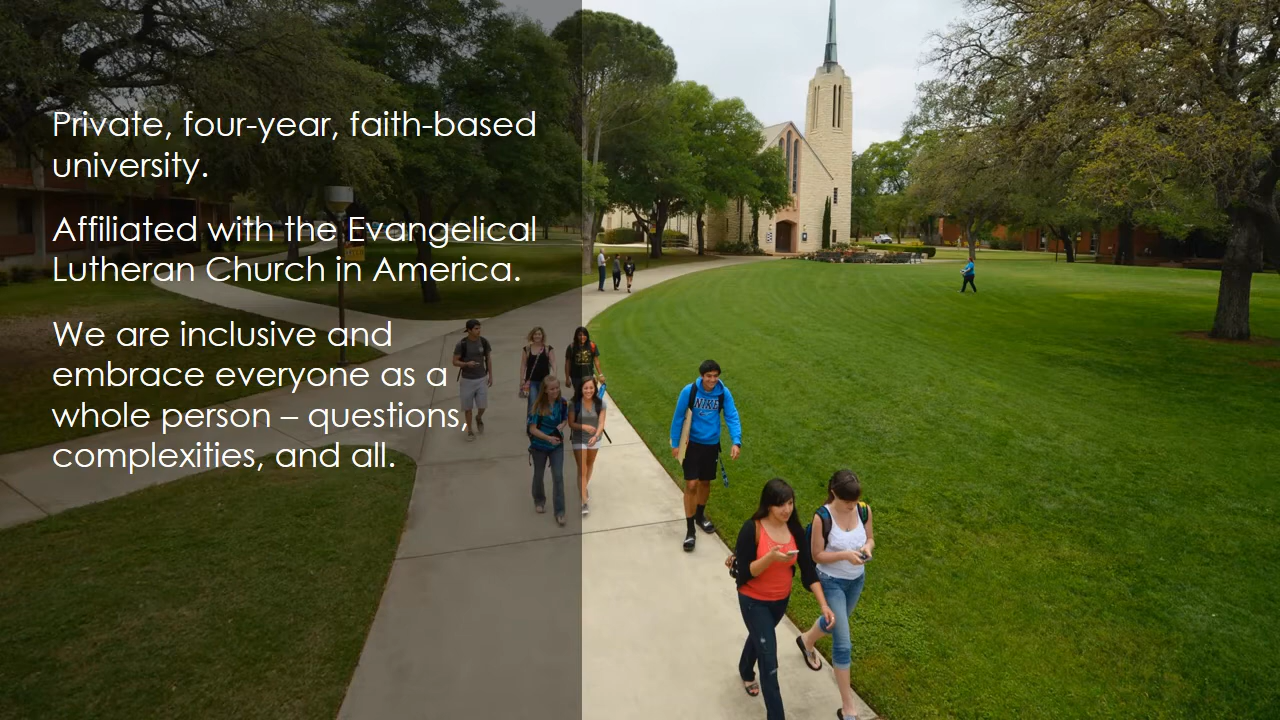 Private, four-year, faith-based
university.
Affiliated with the Evangelical
Lutheran Church in America.
We are inclusive and
embrace everyone as a
whole person – questions,
complexities, and all.
NIKE